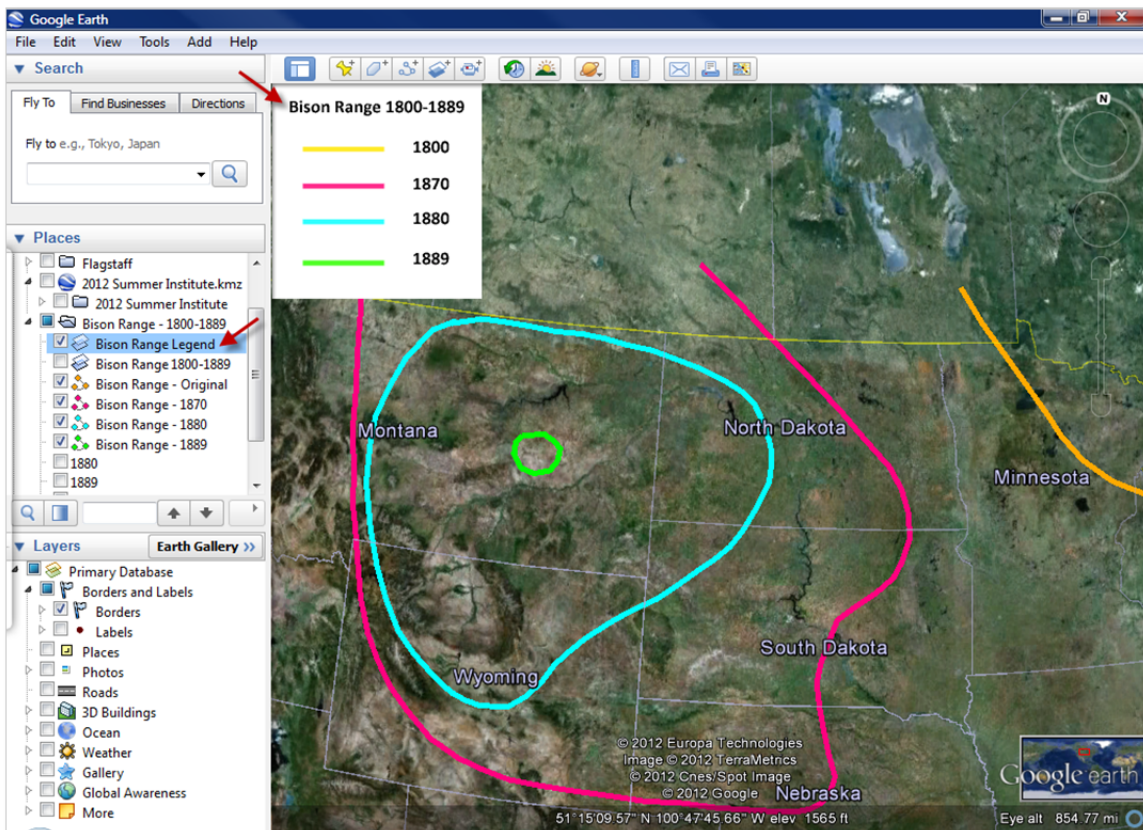 Google Earth
File Edit View Tools Add Help
Search
Fly To Find Businesses Directions
Fly to e.g., Tokyo, Japan
Places
Flagstaff
2012 Summer Institute.kmz
2012 Summer Institute
Bison Range - 1800-1889
Bison Range Legend
Bison Range 1800-1889
Bison Range - Original
Bison Range - 1870
Bison Range - 1880
Bison Range - 1889
1880
1889
Layers Earth Gallery >>
Primary Database
Borders and Labels
Borders
Labels
Places
Photos
Roads
3D Buildings
Ocean
Weather
Gallery
Global Awareness
More
Bison Range 1800-1889
1800
1870
1880
1889
N
Montana
North Dakota
Minnesota
South Dakota
Wyoming
Nebraska
© 2012 Europa Technologies
Image © 2012 TerraMetrics
© 2012 Cnes/Spot Image
© 2012 Google
Google earth
51°15'09.57" N 100°47'45.66" W elev 1565 ft
Eye alt 854.77 mi